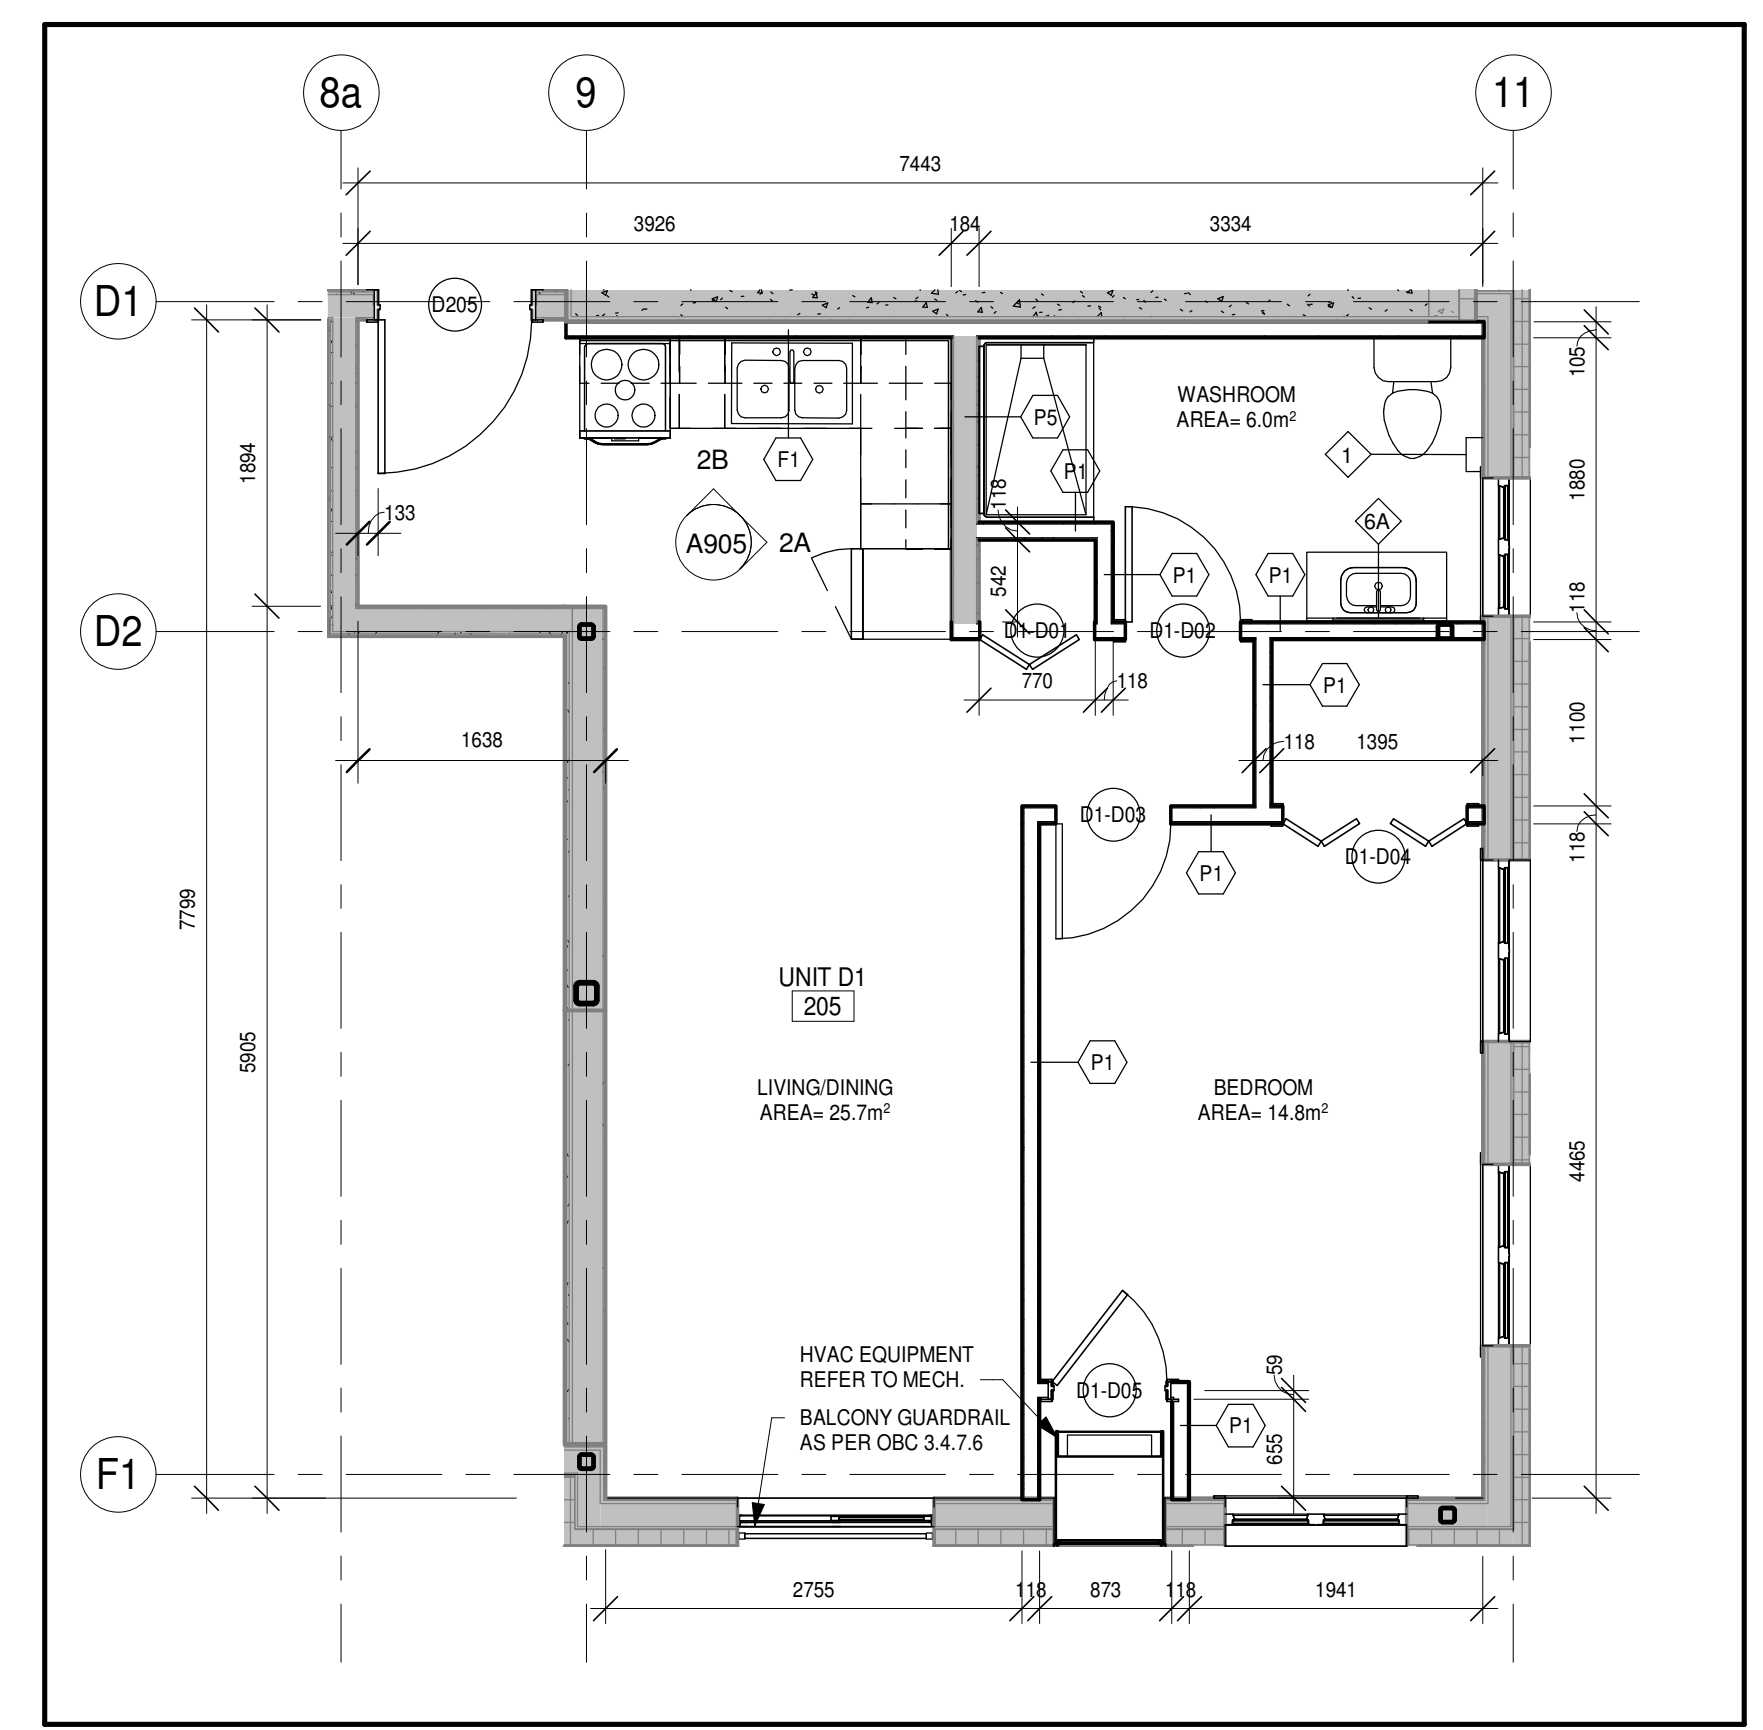 8a
9
11
7443
3926
184
3334
D1
D205
105
WASHROOM
AREA= 6.0m²
P5
1894
2B
F1
1
P1
1880
118
133
6A
A905
2A
542
P1
P1
118
D2
D1-D01
D1-D02
770
118
P1
1638
118
1395
1100
D1-D03
118
D1-D04
P1
7799
UNIT D1
205
5905
P1
LIVING/DINING
AREA= 25.7m²
BEDROOM
AREA= 14.8m²
4465
HVAC EQUIPMENT
REFER TO MECH.
59
D1-D05
BALCONY GUARDRAIL
AS PER OBC 3.4.7.6
P1
655
F1
2755
118
873
118
1941